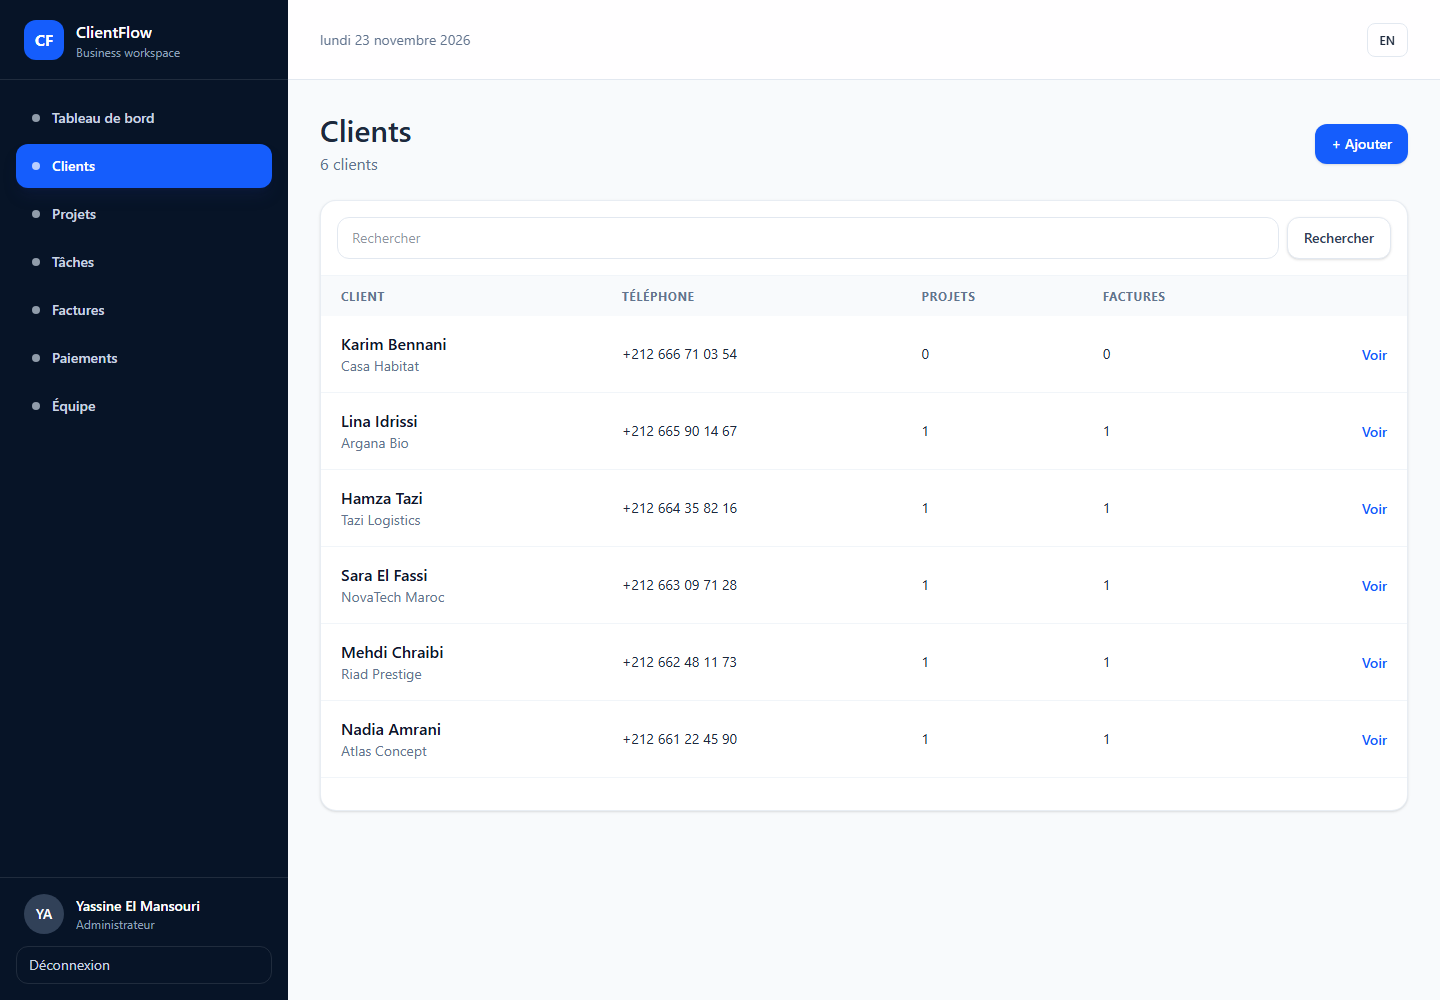 CF
ClientFlow
Business workspace
Tableau de bord
Clients
Projets
Tâches
Factures
Paiements
Équipe
YA
Yassine El Mansouri
Administrateur
Déconnexion
lundi 23 novembre 2026
EN
Clients
6 clients
+ Ajouter
Rechercher
Rechercher
CLIENT TÉLÉPHONE PROJETS FACTURES
Karim Bennani
Casa Habitat
+212 666 71 03 54 0 0 Voir
Lina Idrissi
Argana Bio
+212 665 90 14 67 1 1 Voir
Hamza Tazi
Tazi Logistics
+212 664 35 82 16 1 1 Voir
Sara El Fassi
NovaTech Maroc
+212 663 09 71 28 1 1 Voir
Mehdi Chraibi
Riad Prestige
+212 662 48 11 73 1 1 Voir
Nadia Amrani
Atlas Concept
+212 661 22 45 90 1 1 Voir